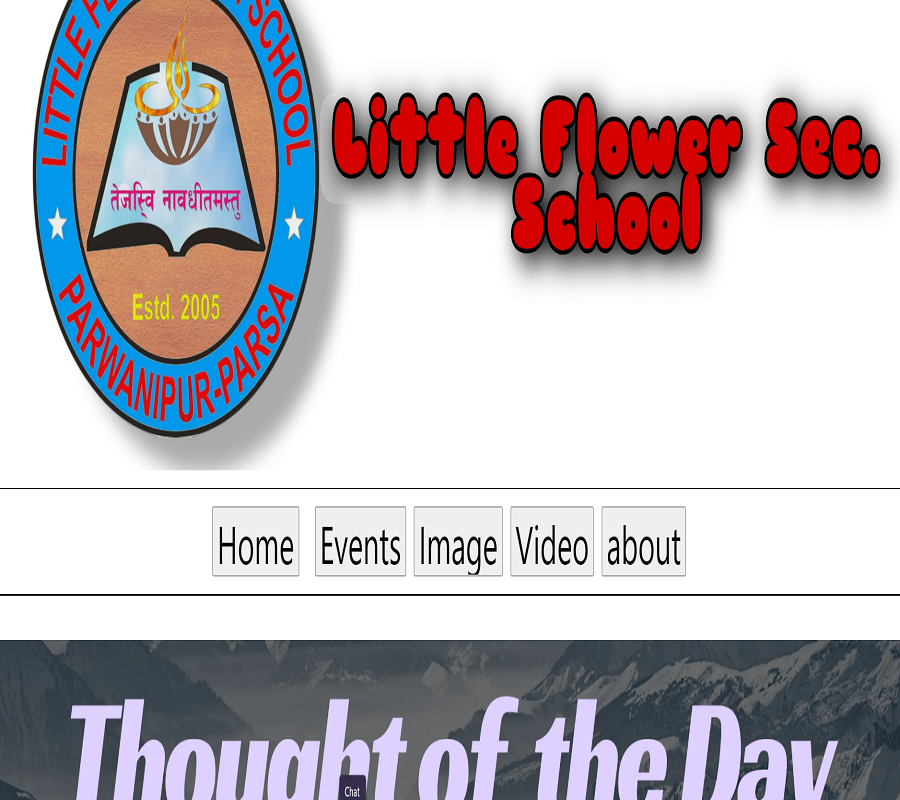 LITTLE
SCHOOL
तेजस्वि नावधीतमस्तु
Estd. 2005
PARWANIPUR-PARSA
Little Flower Sec.
School
Home Events Image Video about
Thought of the Day
Chat